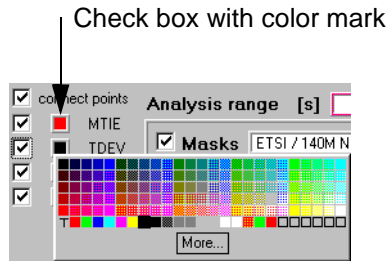 Check box with color mark
connect points
Analysis range [s]
MTIE
TDEV
Masks ETSI / 140M N
T
More...